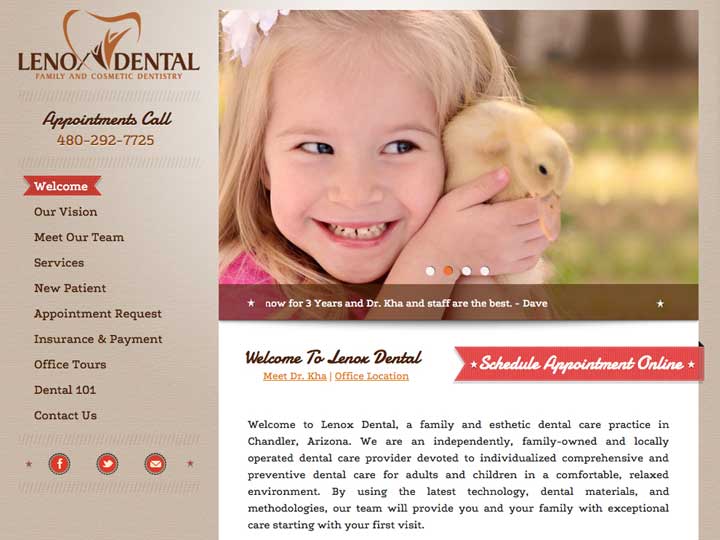 LENOX DENTAL
FAMILY AND COSMETIC DENTISTRY
Appointments Call
480-292-7725
Welcome
Our Vision
Meet Our Team
Services
New Patient
Appointment Request
Insurance & Payment
Office Tours
Dental 101
Contact Us
now for 3 Years and Dr. Kha and staff are the best. - Dave
Welcome To Lenox Dental
Meet Dr. Kha | Office Location
Schedule Appointment Online
Welcome to Lenox Dental, a family and esthetic dental care practice in
Chandler, Arizona. We are an independently, family-owned and locally
operated dental care provider devoted to individualized comprehensive and
preventive dental care for adults and children in a comfortable, relaxed
environment. By using the latest technology, dental materials, and
methodologies, our team will provide you and your family with exceptional
care starting with your first visit.